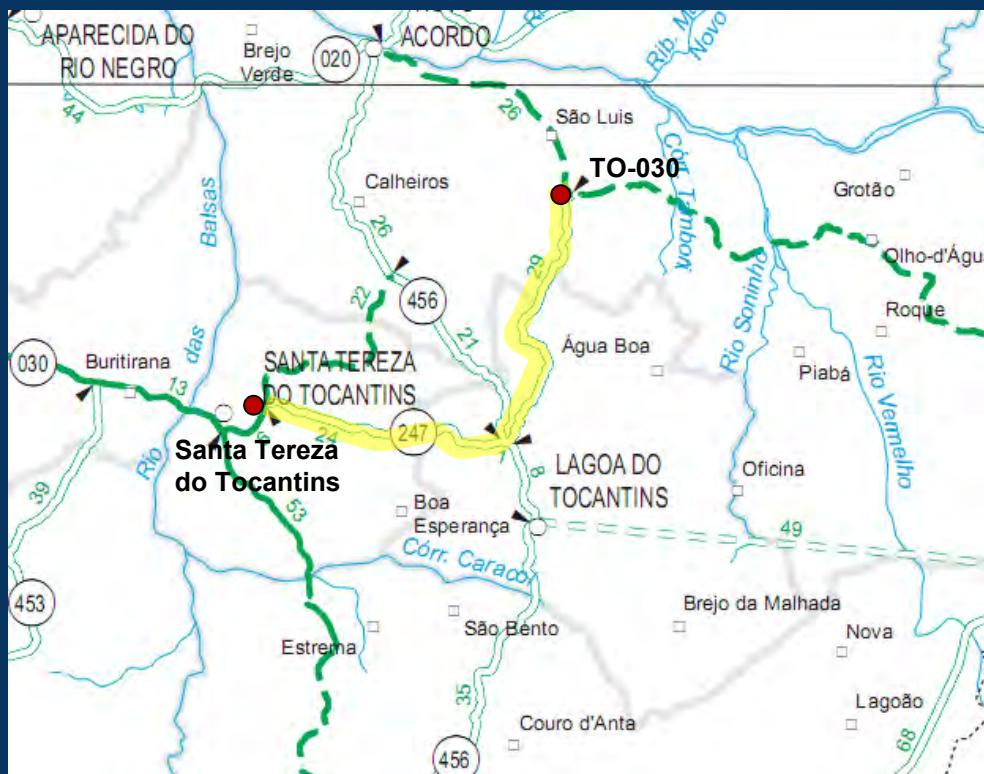 ACORDO
APARECIDA DO
RIO NEGRO
Brejo
Verde
020
Rib.
Novo
44
26
São Luis
TO-030
Córr. Tamborí
Grotão
Calheiros
Balsas
26
29
Olho-d'Água
22
456
Rio Soninho
Roque
030
Buritirana
das
21
Água Boa
13
SANTA TEREZA
DO TOCANTINS
Piabá
Rio Vermelho
24
247
Santa Tereza
do Tocantins
Rio
8
LAGOA DO
TOCANTINS
Oficina
39
53
Boa
Esperança
49
Córr. Caracol
453
Estrema
São Bento
Brejo da Malhada
Nova
35
Couro d'Anta
Lagoão
68
456